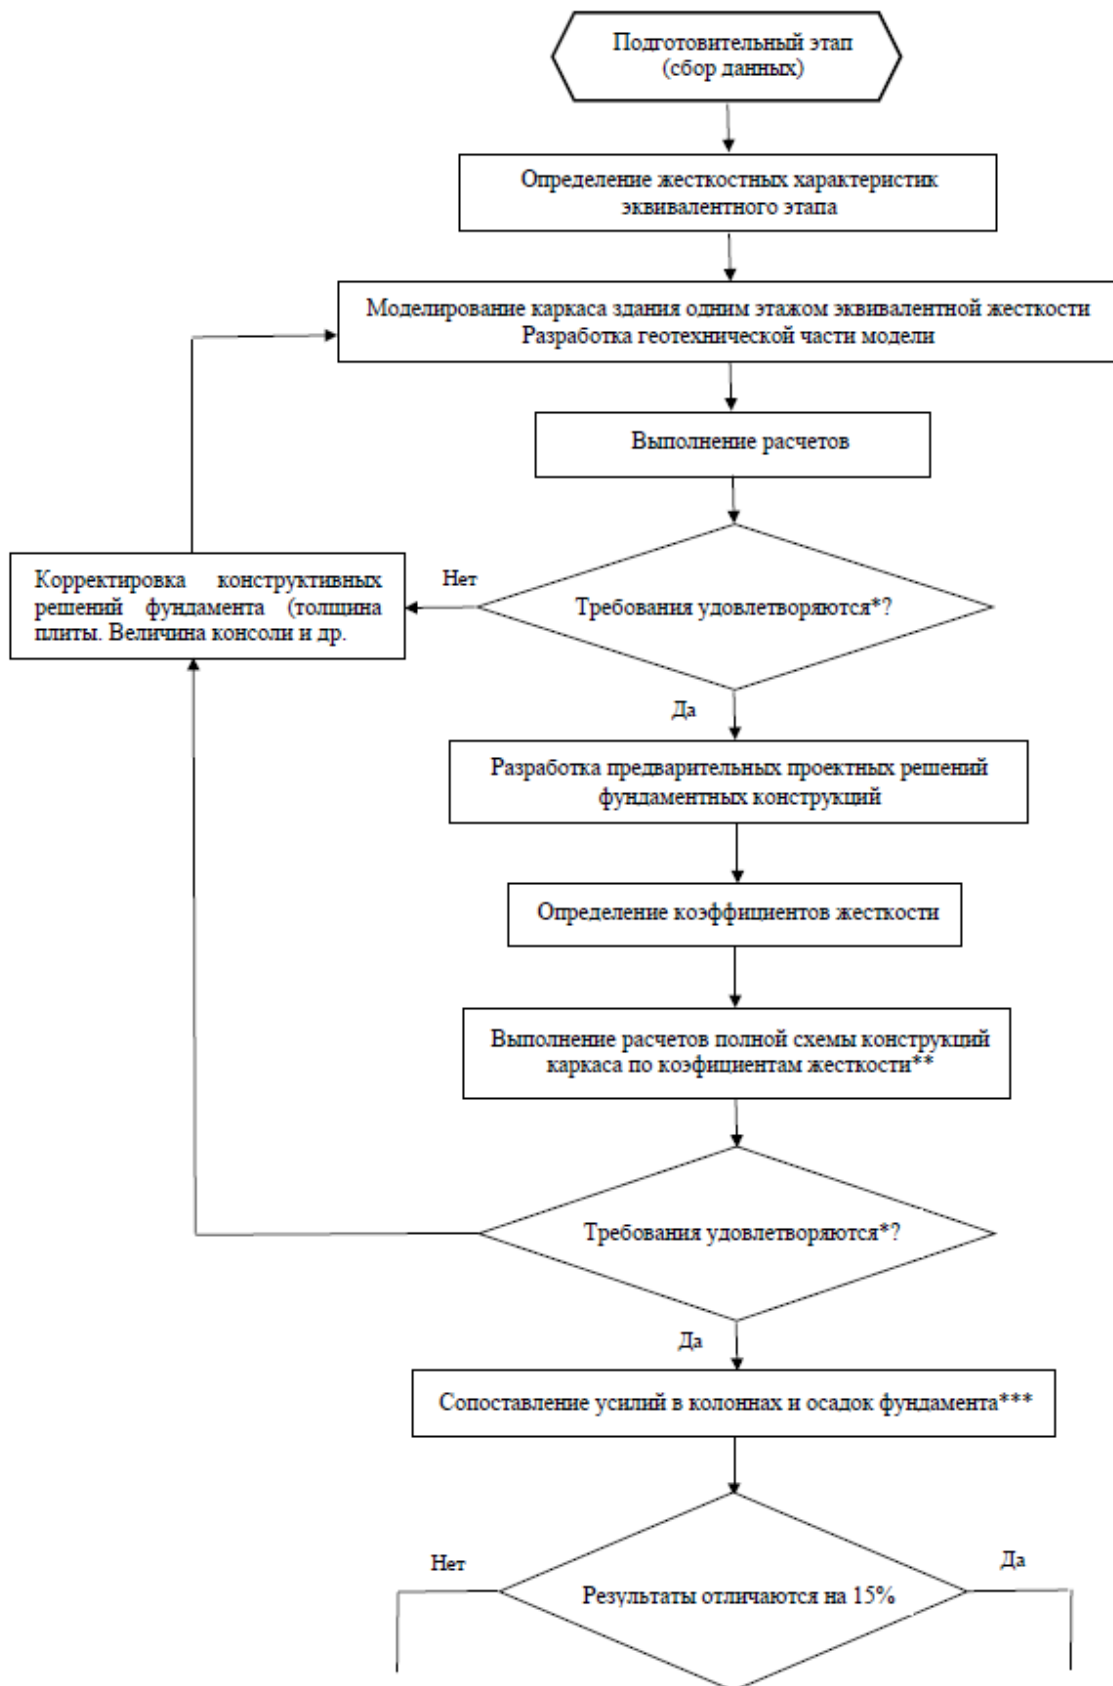 Подготовительный этап
(сбор данных)
Определение жесткостных характеристик
эквивалентного этапа
Моделирование каркаса здания одним этажом эквивалентной жесткости
Разработка геотехнической части модели
Выполнение расчетов
Корректировка конструктивных
решений фундамента (толщина
плиты. Величина консоли и др.
Нет
Требования удовлетворяются*?
Да
Разработка предварительных проектных решений
фундаментных конструкций
Определение коэффициентов жесткости
Выполнение расчетов полной схемы конструкций
каркаса по коэфициентам жесткости**
Требования удовлетворяются*?
Да
Сопоставление усилий в колоннах и осадок фундамента***
Нет
Да
Результаты отличаются на 15%